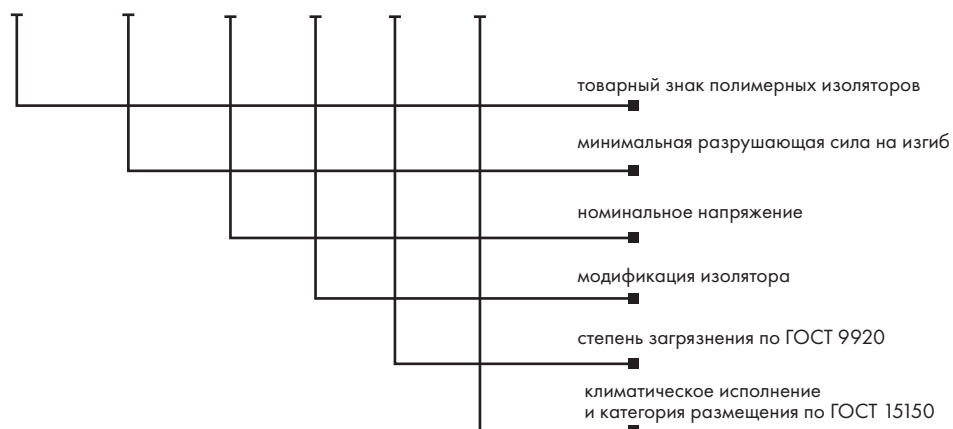 товарный знак полимерных изоляторов
минимальная разрушающая сила на изгиб
номинальное напряжение
модификация изолятора
степень загрязнения по ГОСТ 9920
климатическое исполнение
и категория размещения по ГОСТ 15150